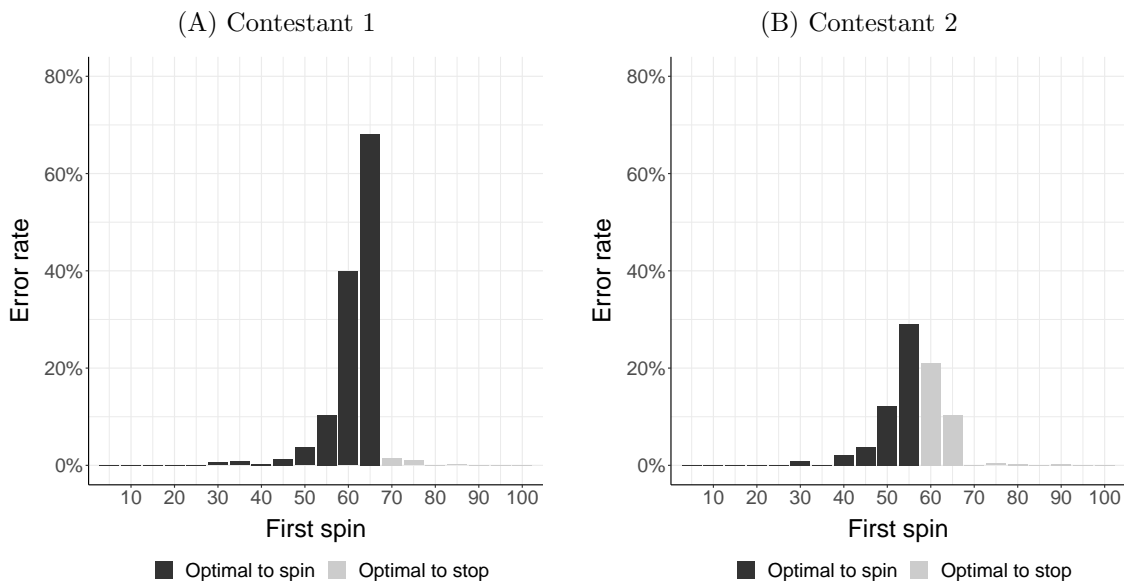 (A) Contestant 1
80%
60%
40%
20%
0%
Error rate
10 20 30 40 50 60 70 80 90 100
First spin
Optimal to spin Optimal to stop
(B) Contestant 2
80%
60%
40%
20%
0%
Error rate
10 20 30 40 50 60 70 80 90 100
First spin
Optimal to spin Optimal to stop